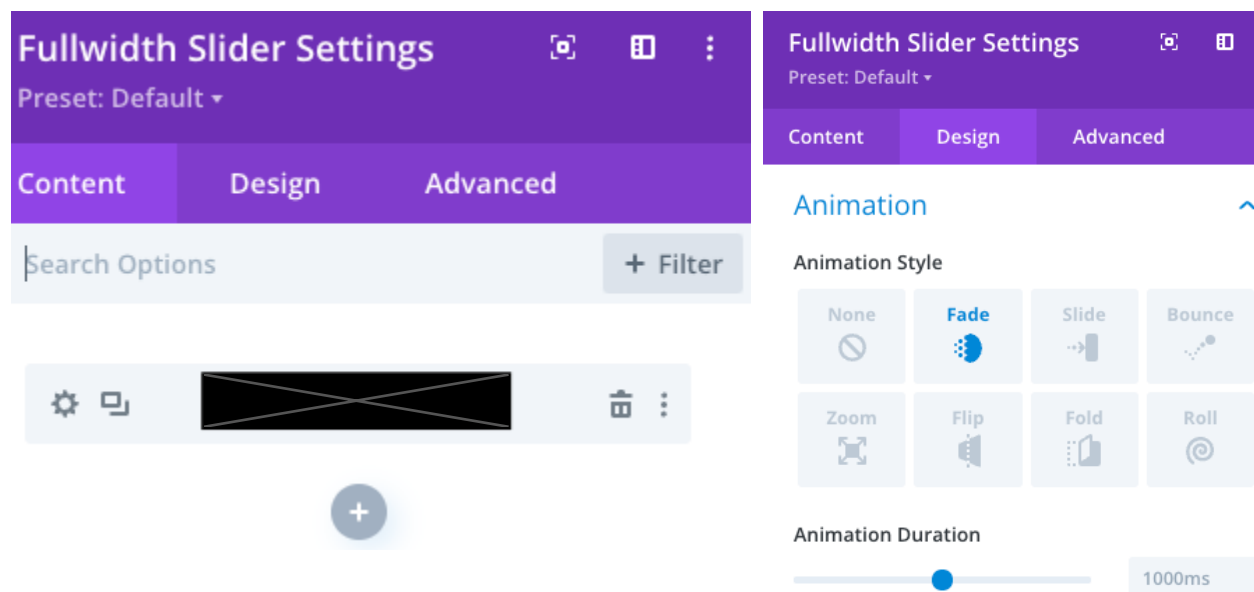 Fullwidth Slider Settings
Preset: Default
Content Design Advanced
Search Options
+ Filter
Fullwidth Slider Settings
Preset: Default
Content Design Advanced
Animation
Animation Style
None Fade Slide Bounce
Zoom Flip Fold Roll
Animation Duration
1000ms